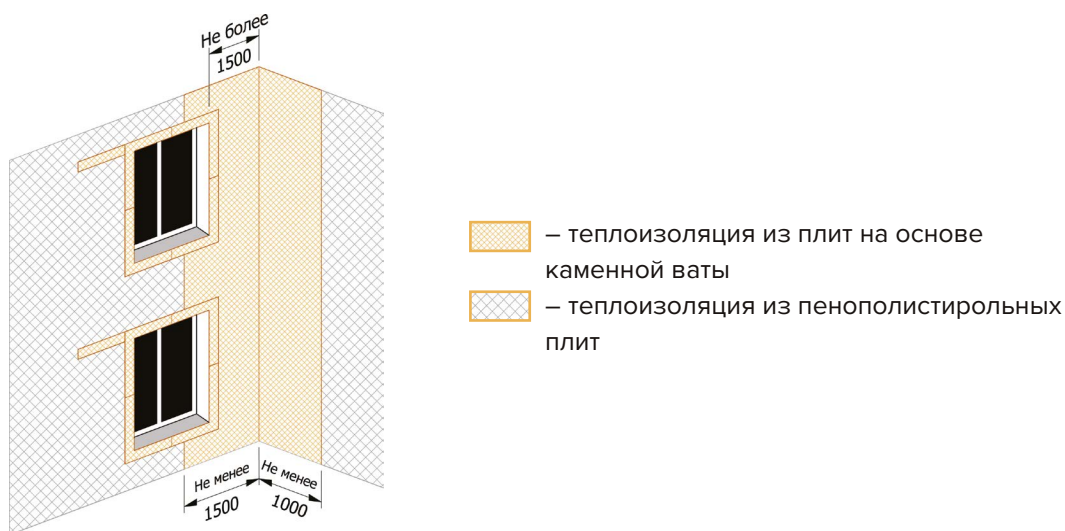 Не более
1500
– теплоизоляция из плит на основе
каменной ваты
– теплоизоляция из пенополистирольных
плит
Не менее
1500
Не менее
1000